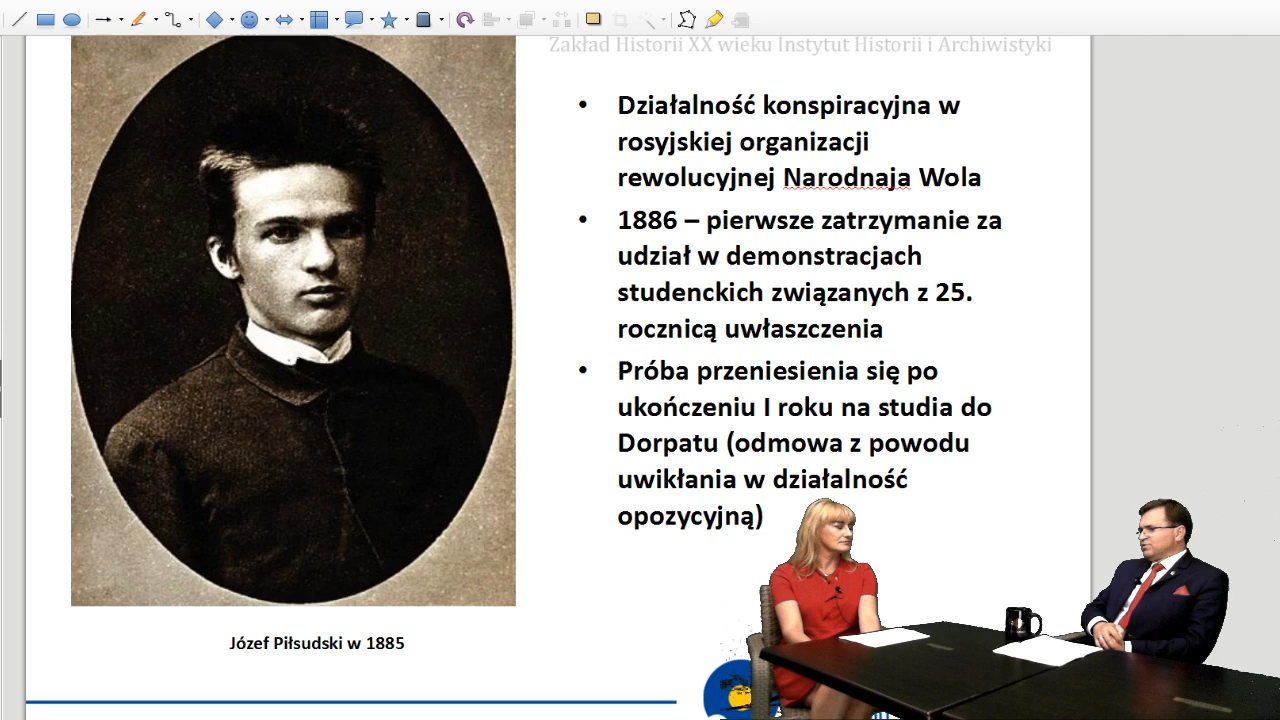 Zakład Historii XX wieku Instytut Historii i Archiwistyki
• Działalność konspiracyjna w
rosyjskiej organizacji
rewolucyjnej Narodnaja Wola
• 1886 – pierwsze zatrzymanie za
udział w demonstracjach
studenckich związanych z 25.
rocznicą uwłaszczenia
• Próba przeniesienia się po
ukończeniu I roku na studia do
Dorpatu (odmowa z powodu
uwikłania w działalność
opozycyjną)
Józef Piłsudski w 1885